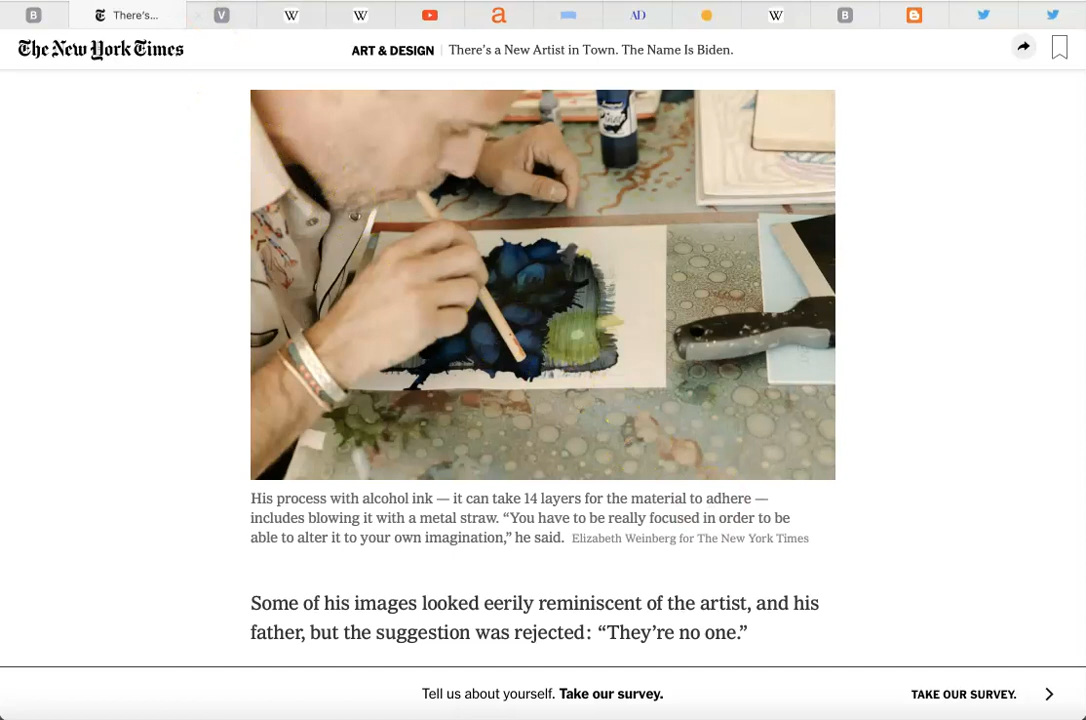 B
There's...
V
W
W
a
AD
W
B
The New York Times
ART & DESIGN | There's a New Artist in Town. The Name Is Biden.
His process with alcohol ink — it can take 14 layers for the material to adhere —
includes blowing it with a metal straw. “You have to be really focused in order to be
able to alter it to your own imagination,” he said. Elizabeth Weinberg for The New York Times
Some of his images looked eerily reminiscent of the artist, and his
father, but the suggestion was rejected: “They’re no one.”
Tell us about yourself. Take our survey.
TAKE OUR SURVEY.